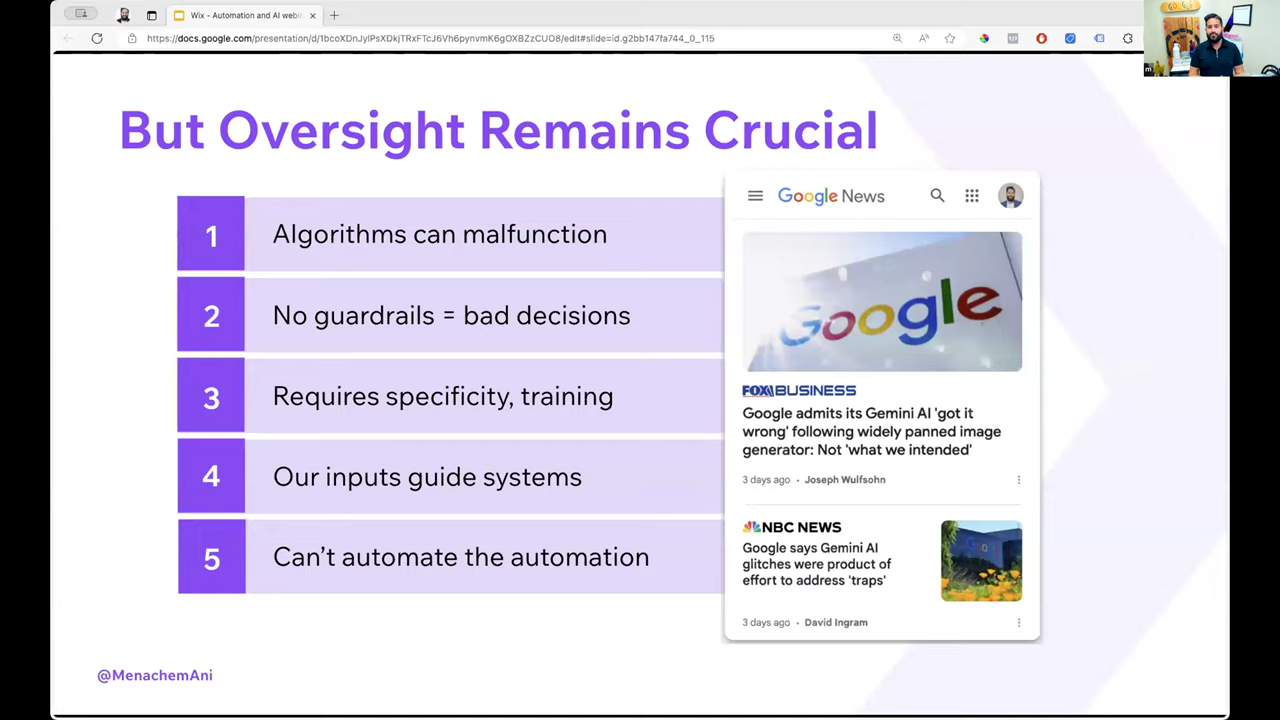 Wix - Automation and AI webin
https://docs.google.com/presentation/d/1bcoXDnJyIPsXDkjTRxFTcJ6Vh6pynvmK6gOXBZzCUO8/edit#slide=id.g2bb147fa744_0_115
m
But Oversight Remains Crucial
1 Algorithms can malfunction
2 No guardrails = bad decisions
3 Requires specificity, training
4 Our inputs guide systems
5 Can’t automate the automation
Google News
Google
FOX BUSINESS
Google admits its Gemini AI 'got it
wrong' following widely panned image
generator: Not 'what we intended'
3 days ago • Joseph Wulfsohn
NBC NEWS
Google says Gemini AI
glitches were product of
effort to address 'traps'
3 days ago • David Ingram
@MenachemAni